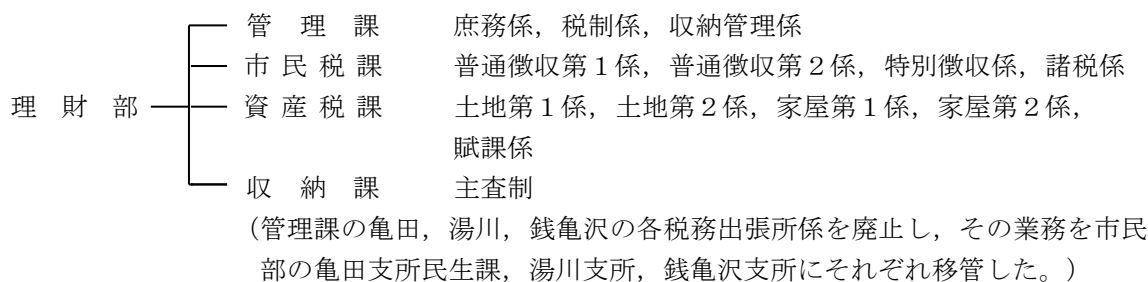 管理課 庶務係，税制係，収納管理係
市民税課 普通徴収第１係，普通徴収第２係，特別徴収係，諸税係
理財部 資産税課 土地第１係，土地第２係，家屋第１係，家屋第２係，
賦課係
収納課 主査制
（管理課の亀田，湯川，銭亀沢の各税務出張所係を廃止し，その業務を市民
部の亀田支所民生課，湯川支所，銭亀沢支所にそれぞれ移管した。）